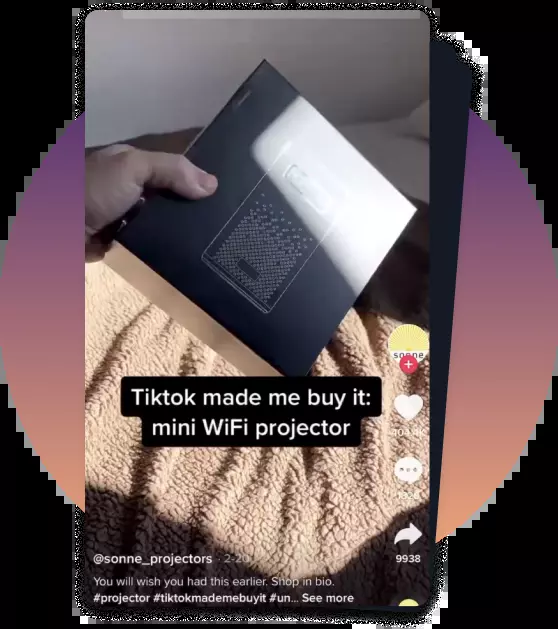 Tiktok made me buy it:
mini WiFi projector
sonne
9938
@sonne_projectors · 2-20
You will wish you had this earlier. Shop in bio.
#projector #tiktokmademebuyit #un... See more